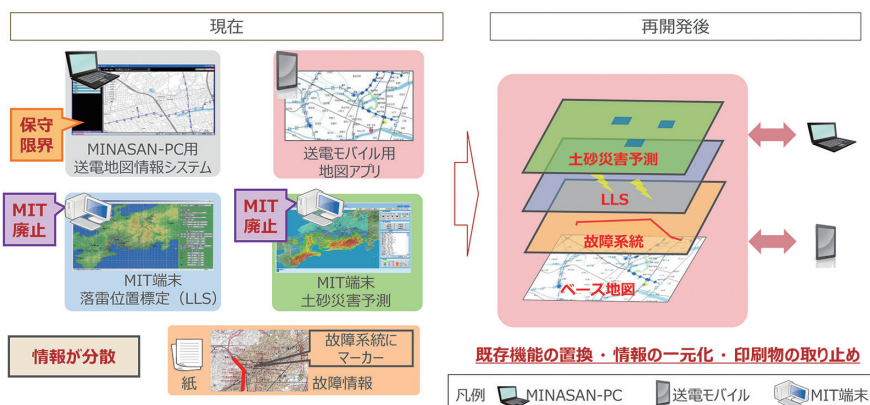 現在
再開発後
保守
限界
MINASAN-PC用
送電地図情報システム
送電モバイル用
地図アプリ
MIT
廃止
MIT端末
落雷位置標定（LLS）
MIT
廃止
MIT端末
土砂災害予測
情報が分散
紙
故障系統に
マーカー
故障情報
土砂災害予測
LLS
故障系統
ベース地図
既存機能の置換・情報の一元化・印刷物の取り止め
凡例 MINASAN-PC 送電モバイル MIT端末